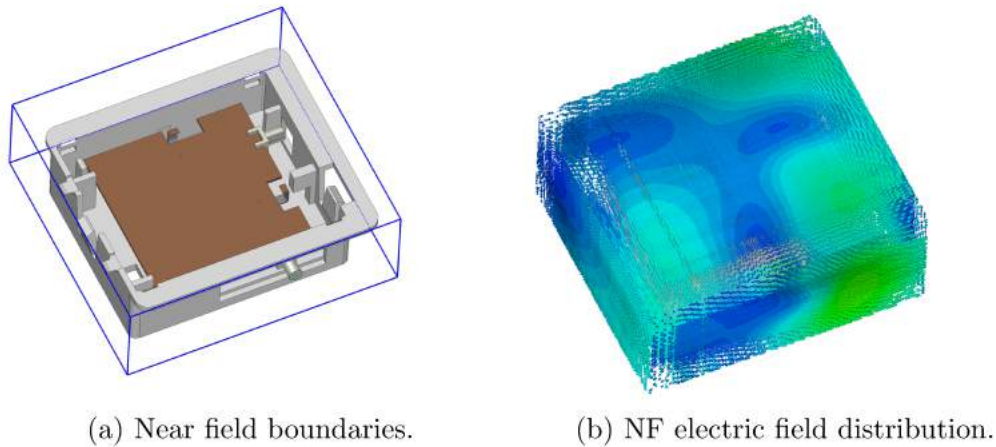 (a) Near field boundaries.
(b) NF electric field distribution.